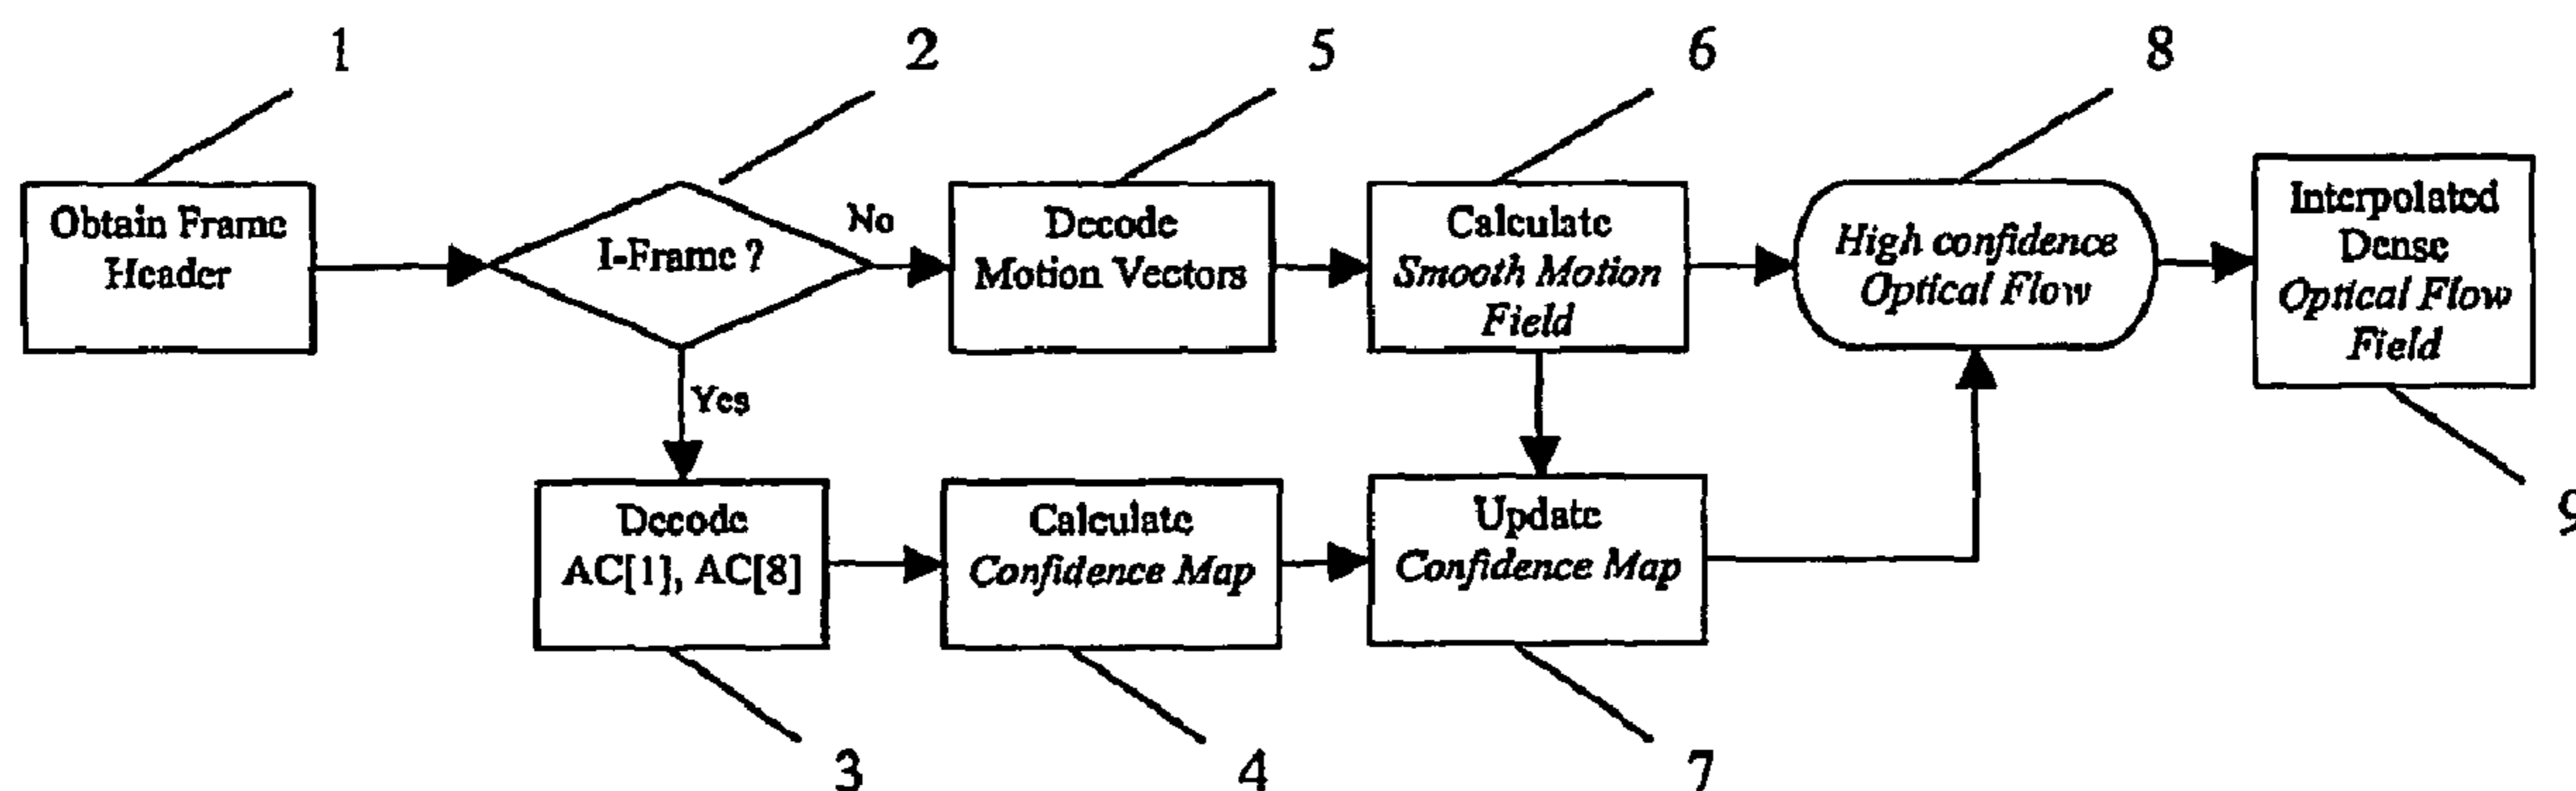 1
2
5
6
8
Obtain Frame
Header
I-Frame ?
No
Yes
Decode
Motion Vectors
Calculate
Smooth Motion
Field
High confidence
Optical Flow
Interpolated
Dense
Optical Flow
Field
Decode
AC[1], AC[8]
Calculate
Confidence Map
Update
Confidence Map
9
3
4
7